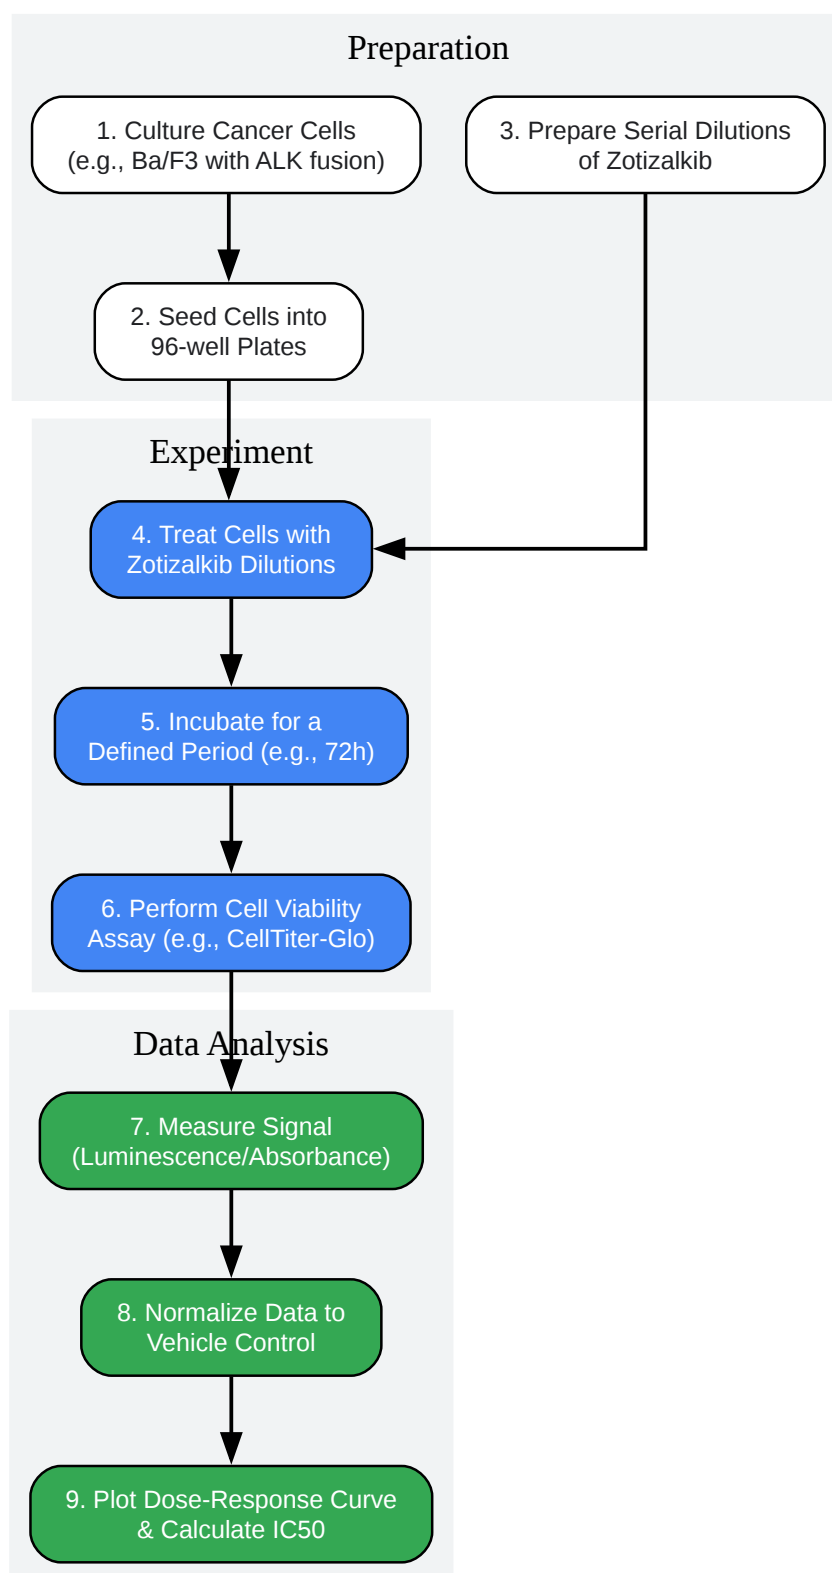 Preparation
1. Culture Cancer Cells
(e.g., Ba/F3 with ALK fusion)
3. Prepare Serial Dilutions
of Zotizalkib
2. Seed Cells into
96-well Plates
Experiment
4. Treat Cells with
Zotizalkib Dilutions
5. Incubate for a
Defined Period (e.g., 72h)
6. Perform Cell Viability
Assay (e.g., CellTiter-Glo)
Data Analysis
7. Measure Signal
(Luminescence/Absorbance)
8. Normalize Data to
Vehicle Control
9. Plot Dose-Response Curve
& Calculate IC50